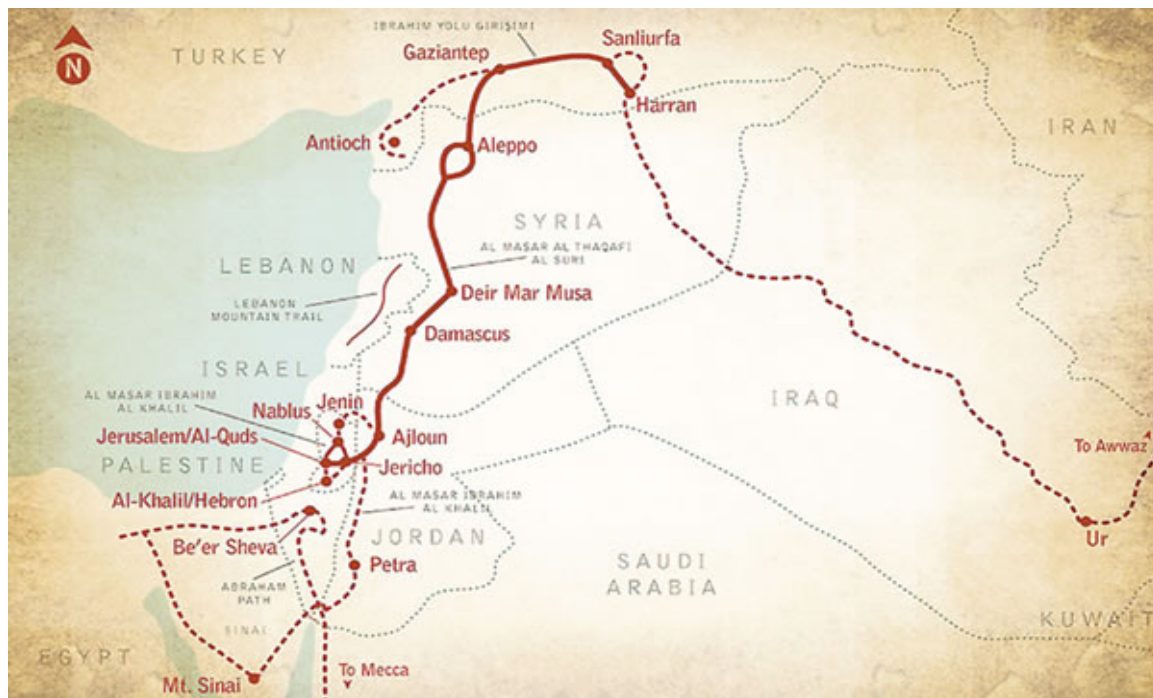 IBRAHIM YOLU GIRIŞIMI
Sanliurfa
TURKEY
Gaziantep
N
Harran
IRAN
Antioch
Aleppo
SYRIA
AL MASAR AL THAQAFI
AL SURI
LEBANON
Deir Mar Musa
LEBANON
MOUNTAIN TRAIL
Damascus
ISRAEL
AL MASAR IBRAHIM
AL KHALIL
Nablus
Jenin
IRAQ
Jerusalem/Al-Quds
Ajloun
To Awwaz
PALESTINE
Jericho
Al-Khalil/Hebron
AL MASAR IBRAHIM
AL KHALIL
JORDAN
Be'er Sheva
Ur
Petra
SAUDI
ARABIA
ABRAHAM
PATH
KUWAIT
SINAI
EGYPT
To Mecca
Mt. Sinai